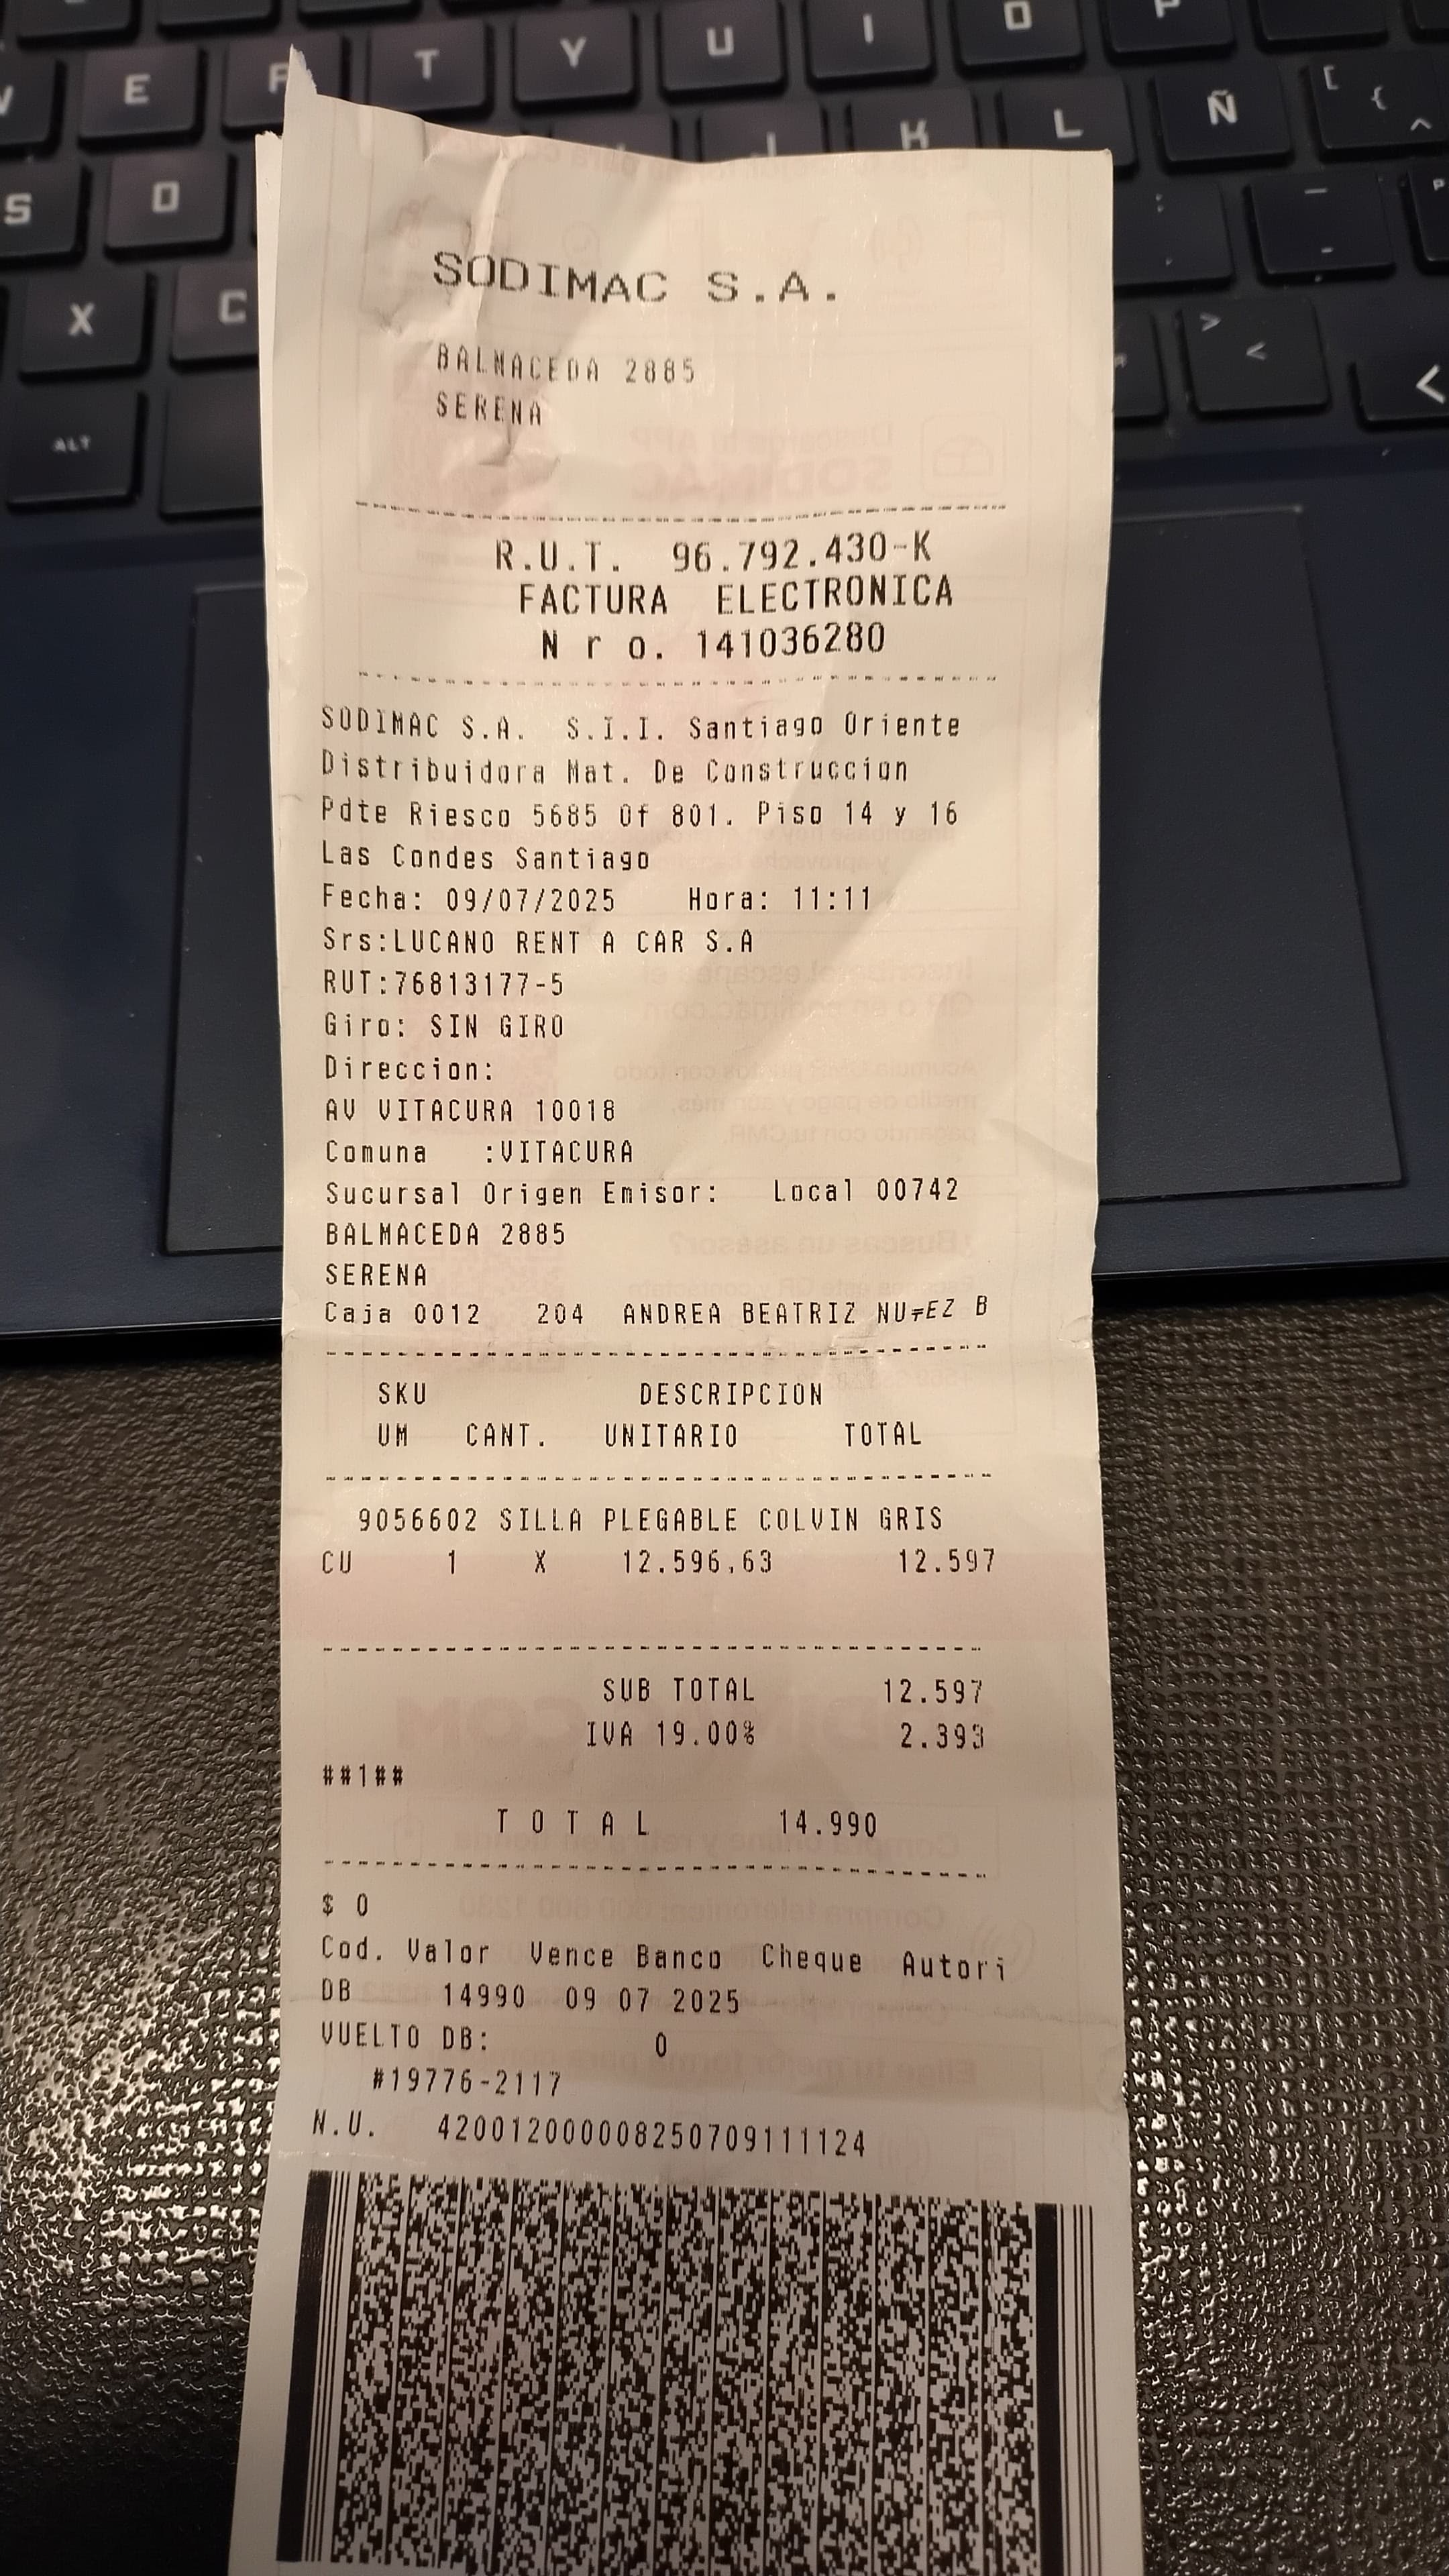 E R T Y U I O P
S D K L Ñ [ { ^
X C > < <
ALT
SODIMAC S.A.
BALMACEDA 2885
SERENA
R.U.T. 96.792.430-K
FACTURA ELECTRONICA
N r o. 141036280
SODIMAC S.A. S.I.I. Santiago Oriente
Distribuidora Mat. De Construccion
Pdte Riesco 5685 Of 801. Piso 14 y 16
Las Condes Santiago
Fecha: 09/07/2025 Hora: 11:11
Srs:LUCANO RENT A CAR S.A
RUT:76813177-5
Giro: SIN GIRO
Direccion:
AV VITACURA 10018
Comuna :VITACURA
Sucursal Origen Emisor: Local 00742
BALMACEDA 2885
SERENA
Caja 0012 204 ANDREA BEATRIZ NU╤EZ B
SKU DESCRIPCION
UM CANT. UNITARIO TOTAL
9056602 SILLA PLEGABLE COLVIN GRIS
CU 1 X 12.596,63 12.597
SUB TOTAL 12.597
IVA 19.00% 2.393
##1##
T O T A L 14.990
$ 0
Cod. Valor Vence Banco Cheque Autori
DB 14990 09 07 2025
VUELTO DB: 0
#19776-2117
N.U. 420012000008250709111124